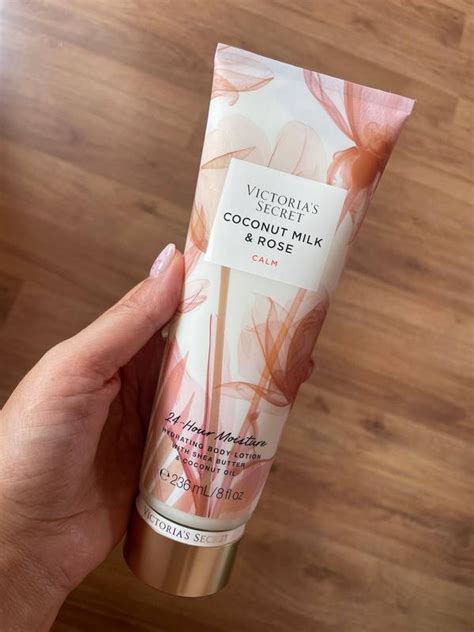 VICTORIA'S
SECRET
COCONUT MILK
& ROSE
CALM
24-Hour Moisture
HYDRATING BODY LOTION
WITH SHEA BUTTER
& COCONUT OIL
℮ 236 mL/8 fl oz
VICTORIA'S SECRET